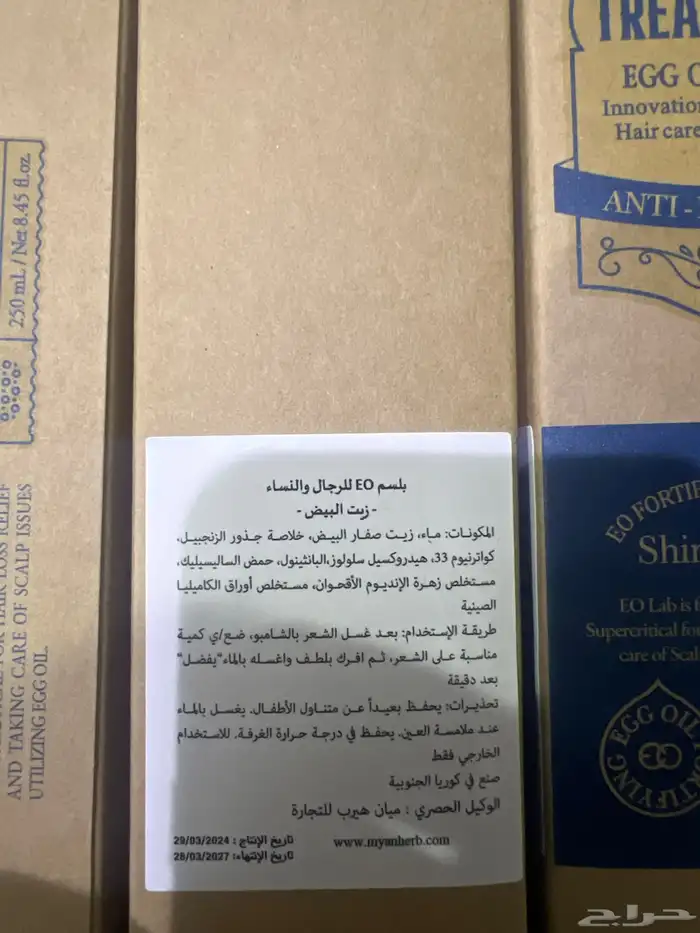 250 mL / Net 8.45 fl.oz.
HAIR LOSS RELIEF
AND TAKING CARE OF SCALP ISSUES
UTILIZING EGG OIL.
بلسم EO للرجال والنساء
- زيت البيض -
المكونات: ماء، زيت صفار البيض، خلاصة جذور الزنجبيل،
كواترنيوم 33، هيدروكسيل سلولوز،البانثينول، حمض الساليسيليك،
مستخلص زهرة الإنديوم الأقحوان، مستخلص أوراق الكاميليا
الصينية
طريقة الإستخدام: بعد غسل الشعر بالشامبو، ضع/ي كمية
مناسبة على الشعر، ثم افرك بلطف واغسله بالماء"يفضل"
بعد دقيقة
تحذيرات: يحفظ بعيداً عن متناول الأطفال. يغسل بالماء
عند ملامسة العين. يحفظ في درجة حرارة الغرفة. للاستخدام
الخارجي فقط
صنع في كوريا الجنوبية
الوكيل الحصري : ميان هيرب للتجارة
www.myanherb.com
تاريخ الإنتاج : 29/03/2024
تاريخ الإنتهاء: 28/03/2027
EGG
Innovation
Hair care
ANTI -
EO
Shin
EO Lab is
Supercritical for
care of Scal
EGG OIL
EO
حراج